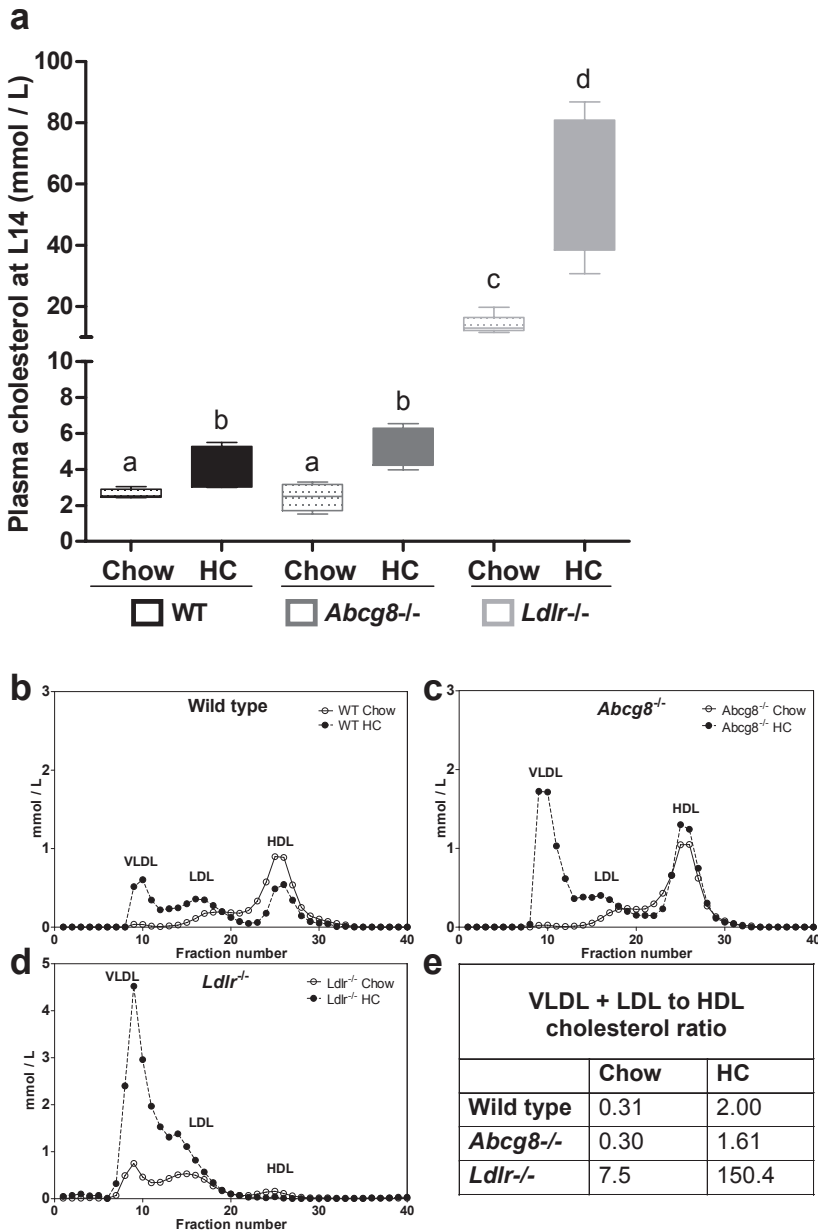 a
Plasma cholesterol at L14 (mmol / L)
100
80
60
40
20
10
8
6
4
2
0
a
b
a
b
c
d
Chow HC Chow HC Chow HC
WT Abcg8-/- Ldlr-/-
b
Wild type
WT Chow
WT HC
mmol / L
3
2
1
0
VLDL
LDL
HDL
0 10 20 30 40
Fraction number
c
Abcg8-/-
Abcg8-/- Chow
Abcg8-/- HC
mmol / L
3
2
1
0
VLDL
LDL
HDL
0 10 20 30 40
Fraction number
d
Ldlr-/-
Ldlr-/- Chow
Ldlr-/- HC
mmol / L
5
4
3
2
1
0
VLDL
LDL
HDL
0 10 20 30 40
Fraction number
e
VLDL + LDL to HDL
cholesterol ratio
Chow HC
Wild type 0.31 2.00
Abcg8-/- 0.30 1.61
Ldlr-/- 7.5 150.4